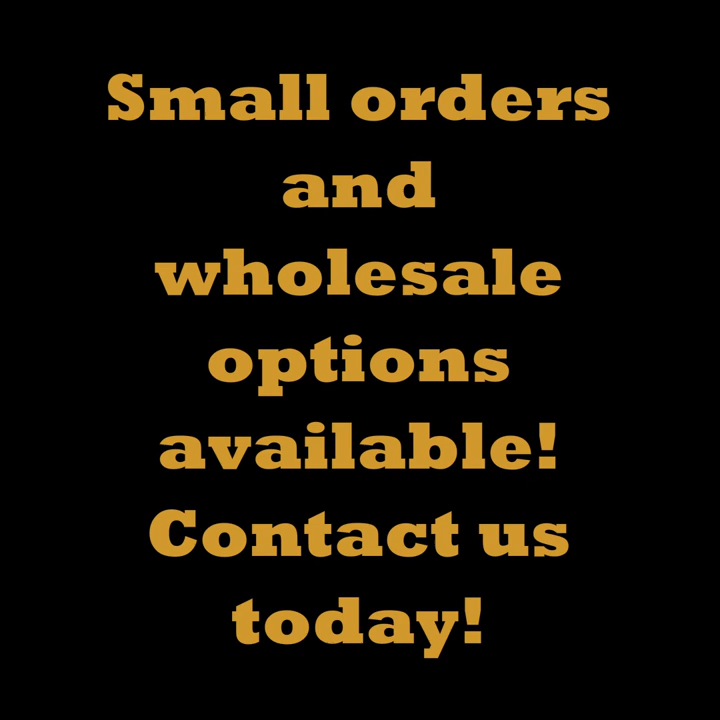 Small orders
and
wholesale
options
available!
Contact us
today!